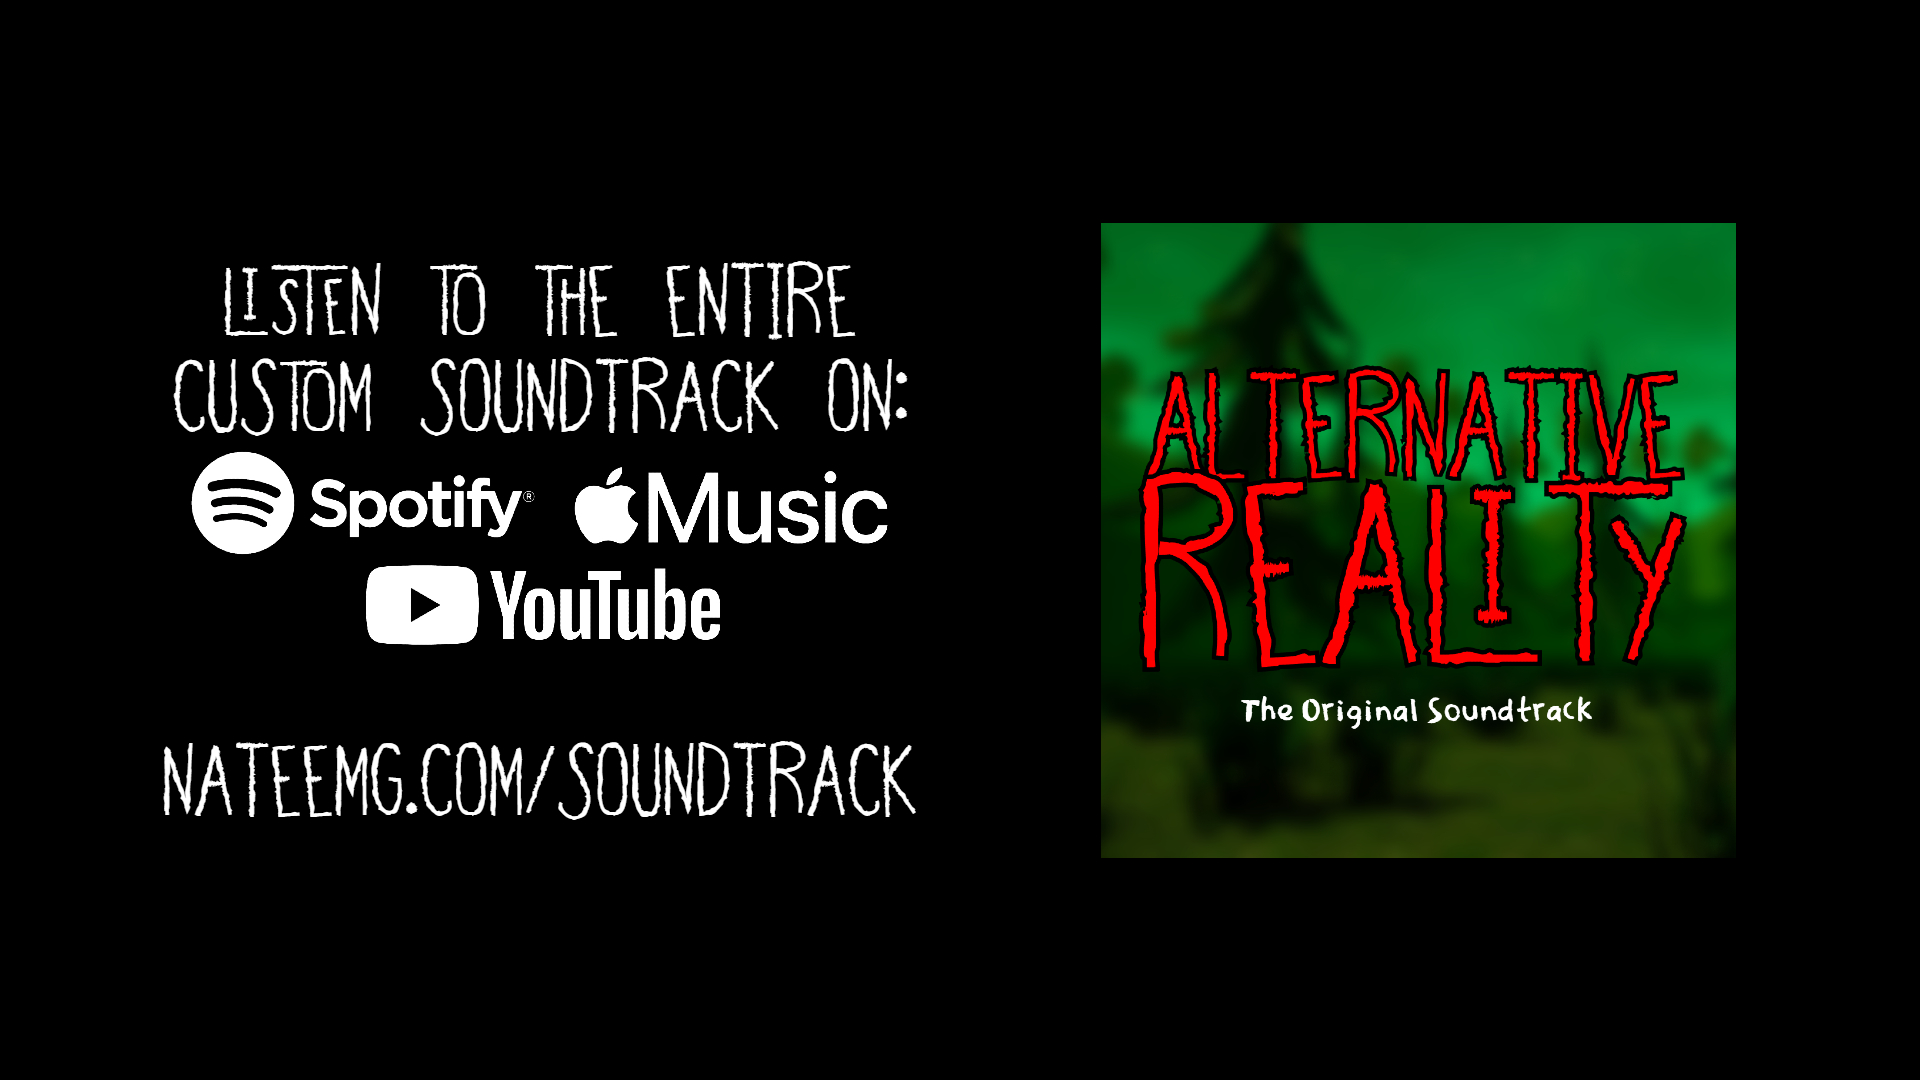 LISTEN TO THE ENTIRE
CUSTOM SOUNDTRACK ON:
Spotify® Music
YouTube
NATEEMG.COM/SOUNDTRACK
ALTERNATIVE
REALITY
The Original Soundtrack